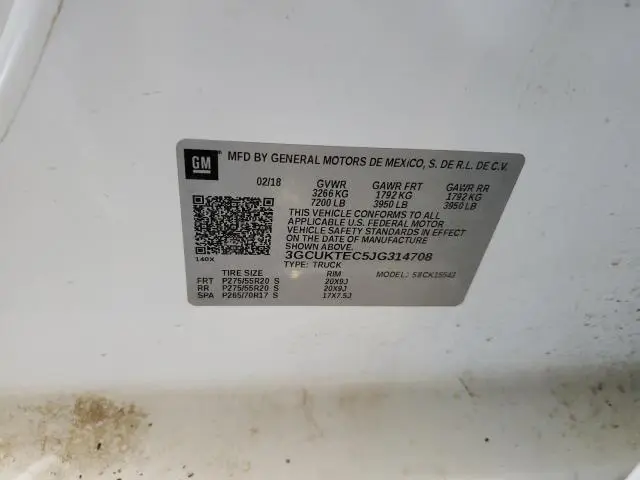 GM MFD BY GENERAL MOTORS DE MEXICO, S. DE R.L. DE C.V.
02/18 GVWR GAWR FRT GAWR RR
3266 KG 1792 KG 1792 KG
7200 LB 3950 LB 3950 LB
THIS VEHICLE CONFORMS TO ALL
APPLICABLE U.S. FEDERAL MOTOR
VEHICLE SAFETY STANDARDS IN EFFECT
ON THE DATE OF MANUFACTURE
SHOWN ABOVE.
140X
3GCUKTEC5JG314708
TYPE: TRUCK MODEL:
TIRE SIZE RIM
FRT P275/55R20 S 20X9J
RR P275/55R20 S 20X9J
SPA P265/70R17 S 17X7.5J